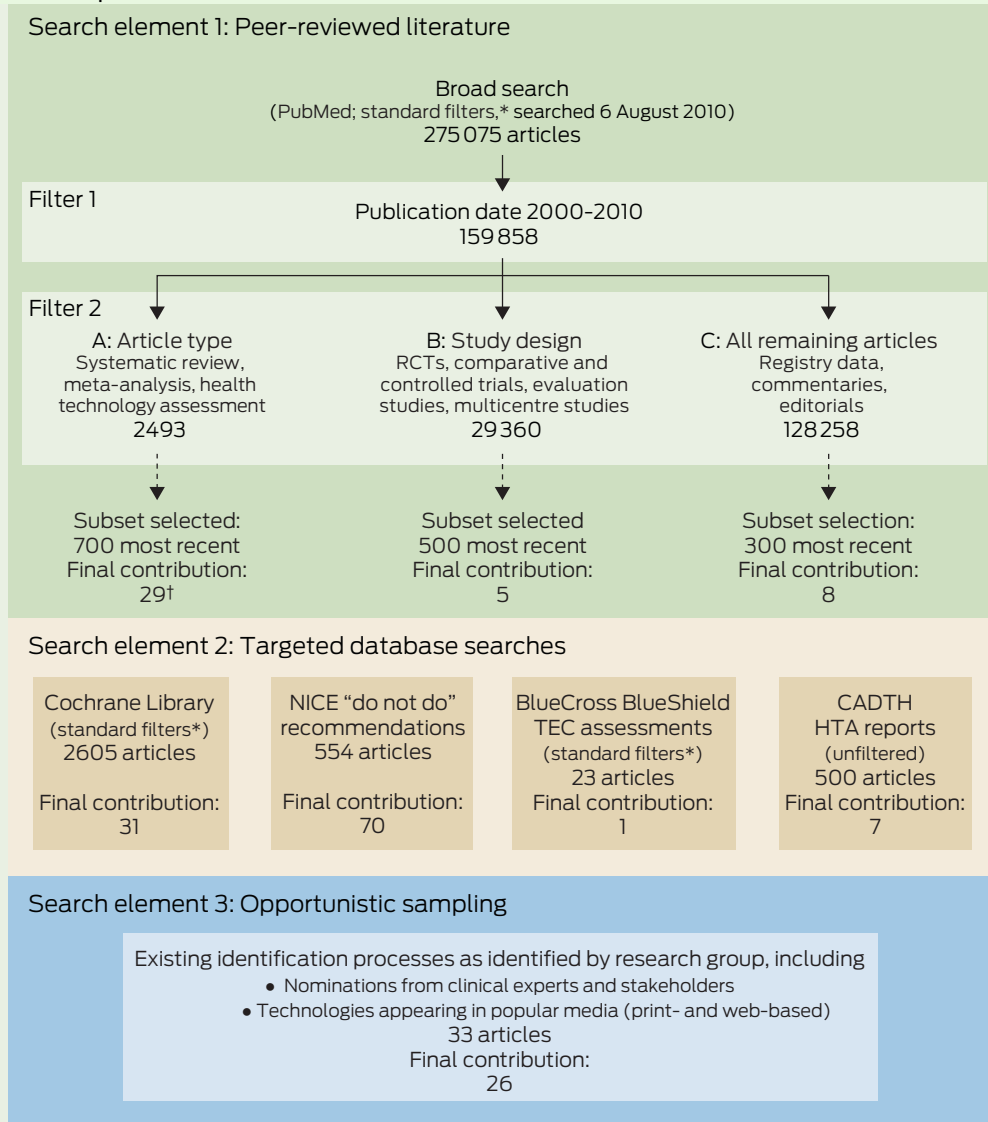 Search element 1: Peer-reviewed literature
Broad search
(PubMed; standard filters,* searched 6 August 2010)
275 075 articles
Filter 1
Publication date 2000-2010
159 858
Filter 2
A: Article type
Systematic review,
meta-analysis, health
technology assessment
2493
B: Study design
RCTs, comparative and
controlled trials, evaluation
studies, multicentre studies
29 360
C: All remaining articles
Registry data,
commentaries,
editorials
128 258
Subset selected:
700 most recent
Final contribution:
29†
Subset selected
500 most recent
Final contribution:
5
Subset selection:
300 most recent
Final contribution:
8
Search element 2: Targeted database searches
Cochrane Library
(standard filters*)
2605 articles
Final contribution:
31
NICE “do not do”
recommendations
554 articles
Final contribution:
70
BlueCross BlueShield
TEC assessments
(standard filters*)
23 articles
Final contribution:
1
CADTH
HTA reports
(unfiltered)
500 articles
Final contribution:
7
Search element 3: Opportunistic sampling
Existing identification processes as identified by research group, including
• Nominations from clinical experts and stakeholders
• Technologies appearing in popular media (print- and web-based)
33 articles
Final contribution:
26